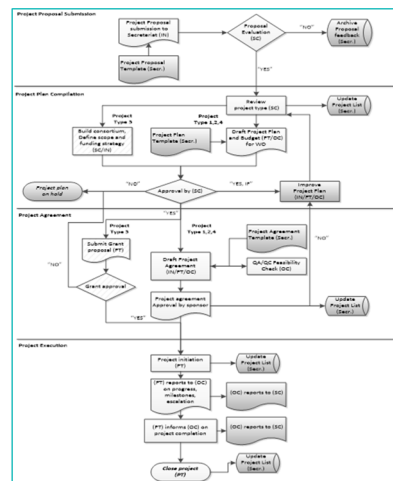 Project Proposal Submission
Project Proposal
submission to
Secretariat (IN)
Project Proposal
Template (Secr.)
Proposal
Evaluation (SC)
"NO"
Archive
Proposal
feedback (Secr.)
"YES"
Project Plan Compilation
Review
project type (SC)
Update
Project List
(Secr.)
Project
Type 3
Project
Type 1,2,4
Build consortium,
Define scope and
funding strategy
(SC/IN)
Project Plan
Template (Secr.)
Draft Project Plan
and Budget (PT/OC)
for WD
Project plan
on hold
"NO"
Approval by (SC)
"YES, IF"
Improve
Project Plan
(IN/PT/OC)
"YES"
Project Agreement
Project
Type 3
Project
Type 1,2,4
Submit Grant
proposal (PT)
Project Agreement
Template (Secr.)
"NO"
Draft Project
Agreement
(IN/PT/OC)
QA/QC Feasibility
Check (OC)
"NO"
Grant approval
Project agreement
Approval by sponsor
Update
Project List
(Secr.)
"YES"
Project Execution
Project initiation
(PT)
Update
Project List
(Secr.)
(PT) reports to (OC)
on progress,
milestones,
escalation
(OC) reports to (SC)
(PT) informs (OC) on
project completion
(OC) reports to (SC)
Close project
(PT)
Update
Project List
(Secr.)